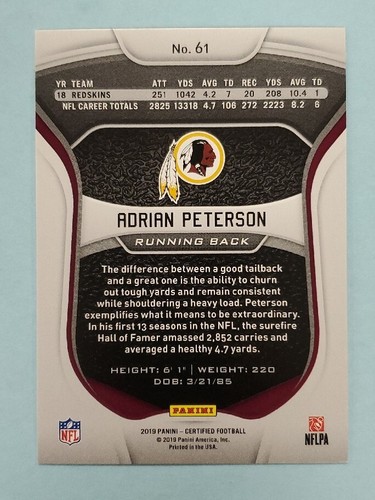 No. 61
YR TEAM ATT YDS AVG TD REC YDS AVG TD
18 REDSKINS 251 1042 4.2 7 20 208 10.4 1
NFL CAREER TOTALS 2825 13318 4.7 106 272 2223 8.2 6
ADRIAN PETERSON
RUNNING BACK
The difference between a good tailback
and a great one is the ability to churn
out tough yards and remain consistent
while shouldering a heavy load. Peterson
exemplifies what it means to be extraordinary.
In his first 13 seasons in the NFL, the surefire
Hall of Famer amassed 2,852 carries and
averaged a healthy 4.7 yards.
HEIGHT: 6' 1" | WEIGHT: 220
DOB: 3/21/85
PANINI
NFL
2019 PANINI – CERTIFIED FOOTBALL
© 2019 Panini America, Inc.
Printed in the USA.
NFLPA